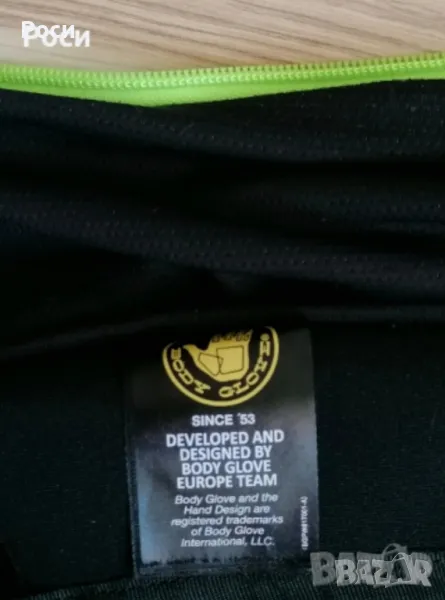 Роси
Роси
BODY GLOVE
SINCE '53
DEVELOPED AND
DESIGNED BY
BODY GLOVE
EUROPE TEAM
Body Glove and the
Hand Design are
registered trademarks
of Body Glove
International, LLC.
BAZAR